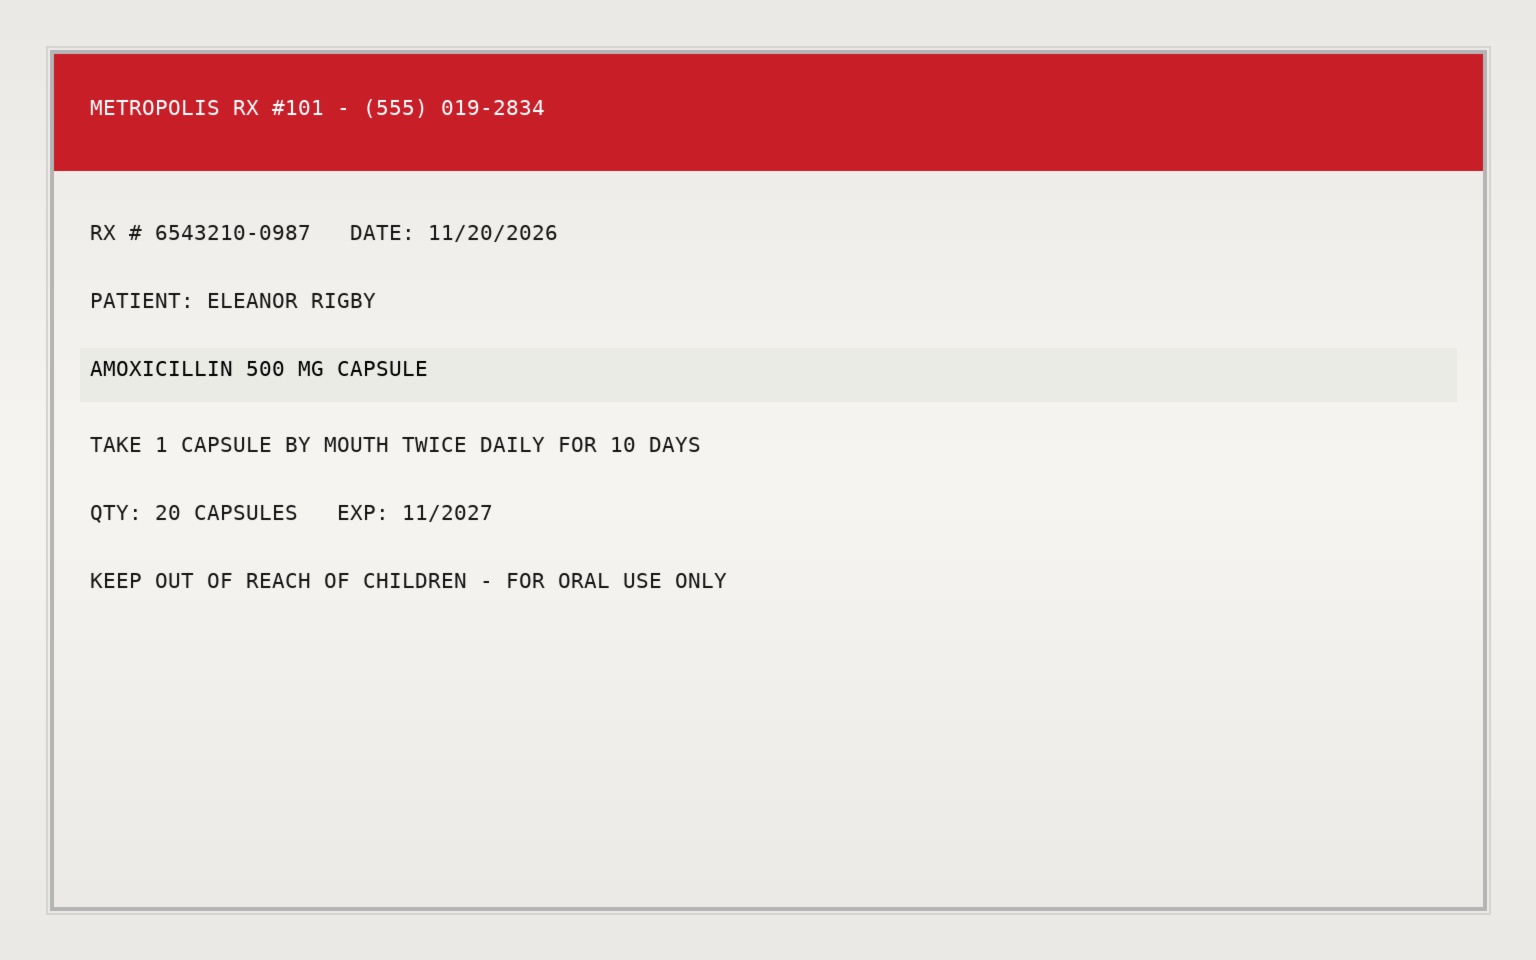 METROPOLIS RX #101 - (555) 019-2834
RX # 6543210-0987   DATE: 11/20/2026
PATIENT: ELEANOR RIGBY
AMOXICILLIN 500 MG CAPSULE
TAKE 1 CAPSULE BY MOUTH TWICE DAILY FOR 10 DAYS
QTY: 20 CAPSULES   EXP: 11/2027
KEEP OUT OF REACH OF CHILDREN - FOR ORAL USE ONLY